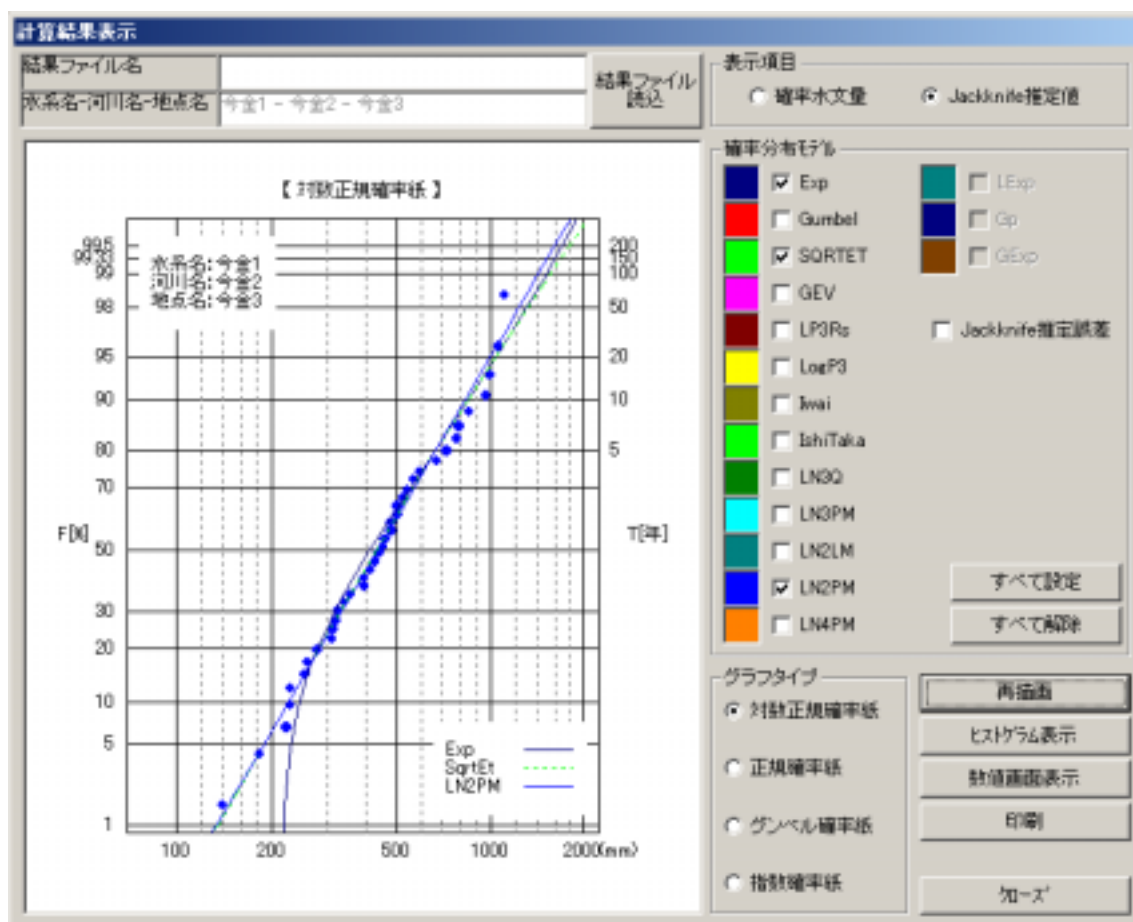 計算結果表示
結果ファイル名
水系名-河川名-地点名 今金1 - 今金2 - 今金3
結果ファイル
読込
表示項目
確率水文量 Jackknife推定値
【 対数正規確率紙 】
水系名:今金1
河川名:今金2
地点名:今金3
99.5
99.33
99
98
95
90
80
70
F[%] 50
30
20
10
5
1
200
150
100
50
20
10
5
T[年]
Exp
SqrtEt
LN2PM
100 200 500 1000 2000(mm)
確率分布モデル
Exp
Gumbel
SQRTET
GEV
LP3Rs
LogP3
Iwai
IshiTaka
LN3Q
LN3PM
LN2LM
LN2PM
LN4PM
LExp
Gp
GExp
Jackknife推定誤差
すべて設定
すべて解除
グラフタイプ
対数正規確率紙
正規確率紙
グンベル確率紙
指数確率紙
再描画
ヒストグラム表示
数値画面表示
印刷
クローズ